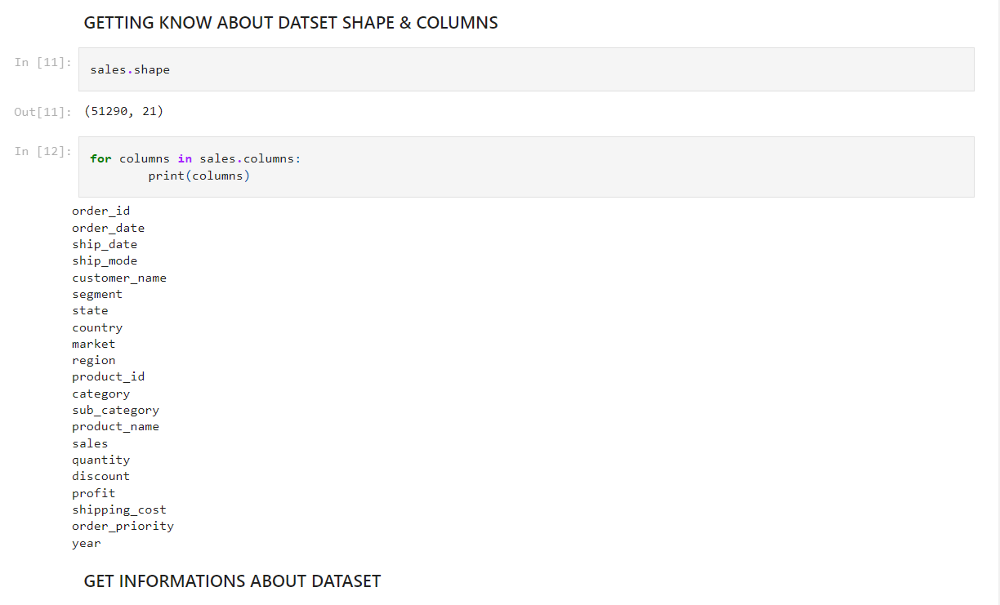 GETTING KNOW ABOUT DATSET SHAPE & COLUMNS
In [11]:
sales.shape
Out[11]: (51290, 21)
In [12]:
for columns in sales.columns:
        print(columns)
order_id
order_date
ship_date
ship_mode
customer_name
segment
state
country
market
region
product_id
category
sub_category
product_name
sales
quantity
discount
profit
shipping_cost
order_priority
year
GET INFORMATIONS ABOUT DATASET